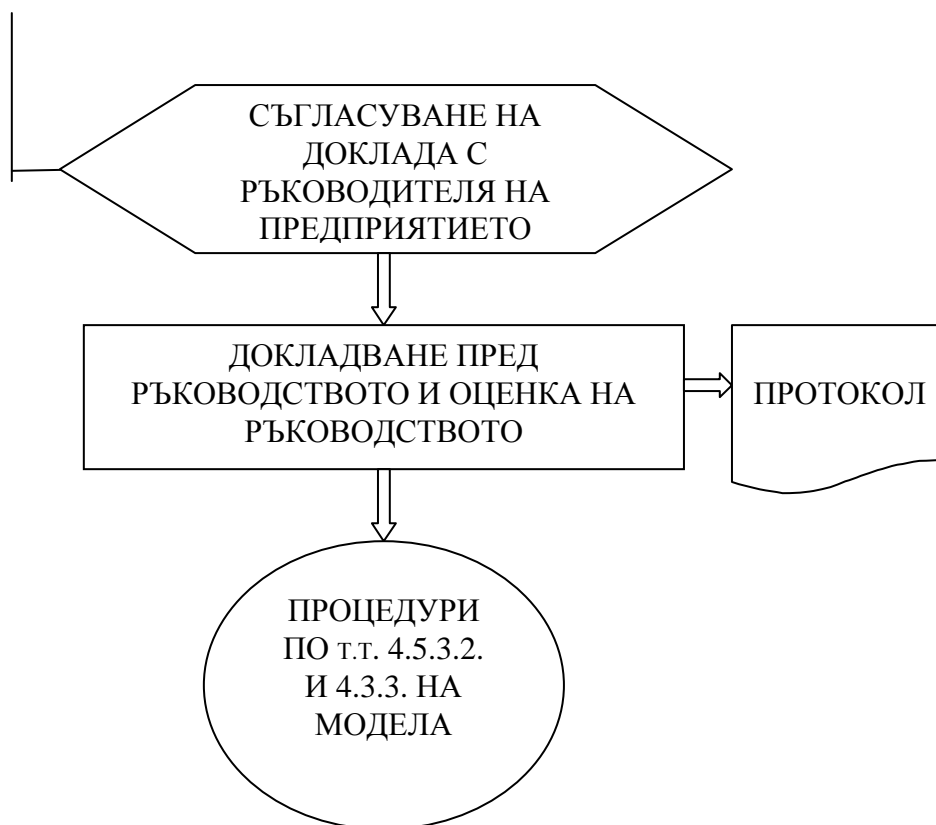 СЪГЛАСУВАНЕ НА
ДОКЛАДА С
РЪКОВОДИТЕЛЯ НА
ПРЕДПРИЯТИЕТО
ДОКЛАДВАНЕ ПРЕД
РЪКОВОДСТВОТО И ОЦЕНКА НА
РЪКОВОДСТВОТО
ПРОТОКОЛ
ПРОЦЕДУРИ
ПО т.т. 4.5.3.2.
И 4.3.3. НА
МОДЕЛА